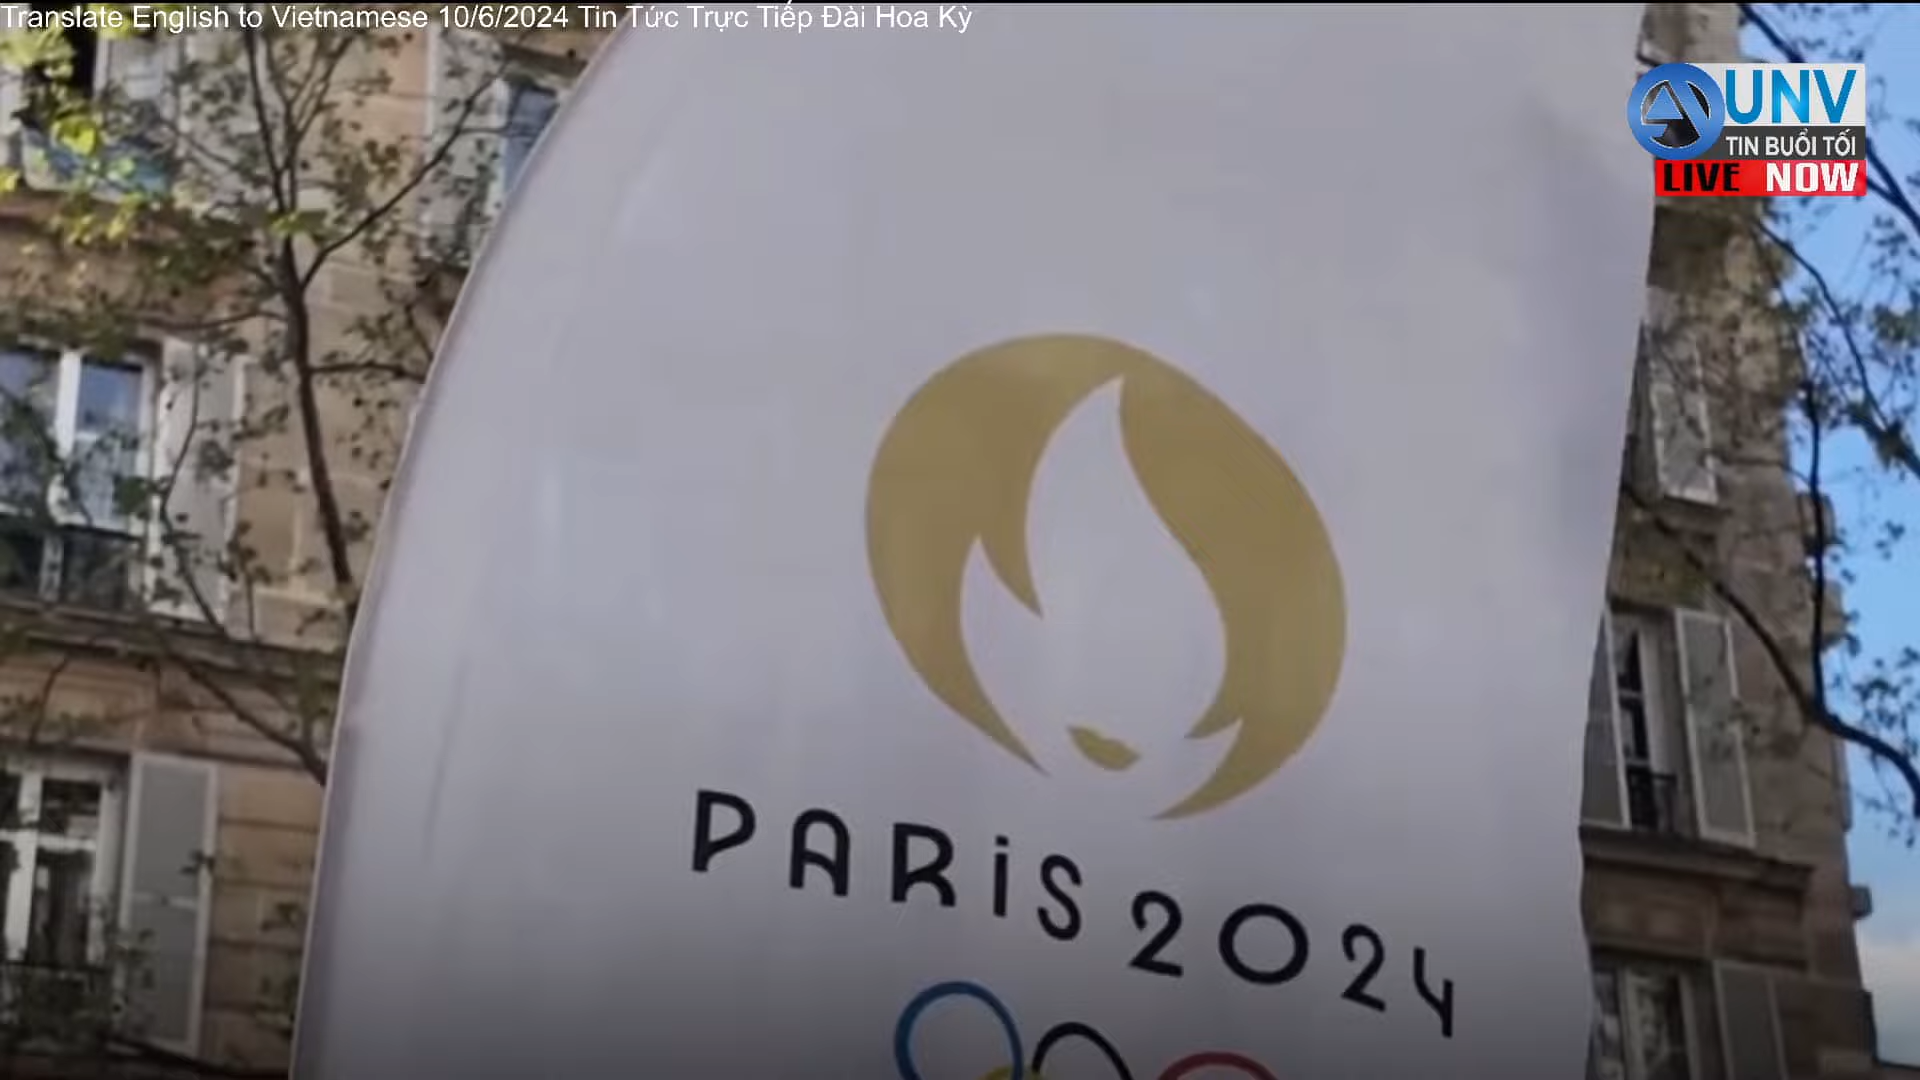 Translate English to Vietnamese 10/6/2024 Tin Tức Trực Tiếp Đài Hoa Kỳ
UNV
TIN BUỔI TỐI
LIVE NOW
PARIS 2024